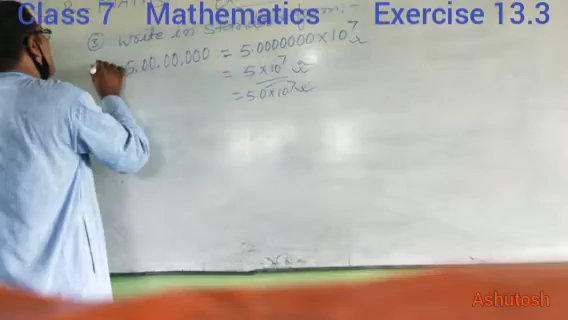 Class 7 Mathematics Exercise 13.3
③ Write in standard form:-
5,00,00,000 = 5.0000000 × 10⁷
= 5 × 10⁷
= 5.0 × 10⁷
Ashutosh